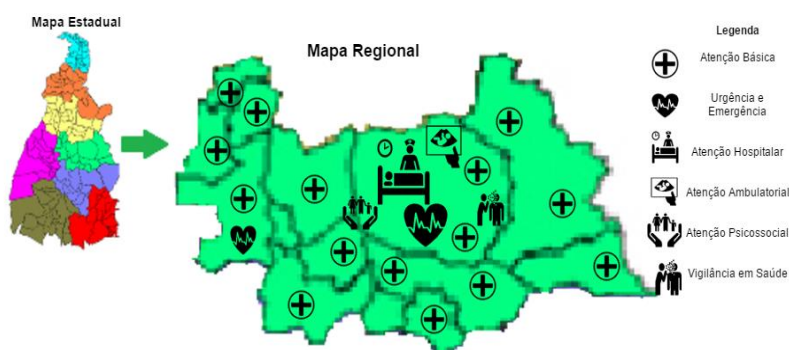 Mapa Estadual
Mapa Regional
Legenda
Atenção Básica
Urgência e
Emergência
Atenção Hospitalar
Atenção Ambulatorial
Atenção Psicossocial
Vigilância em Saúde